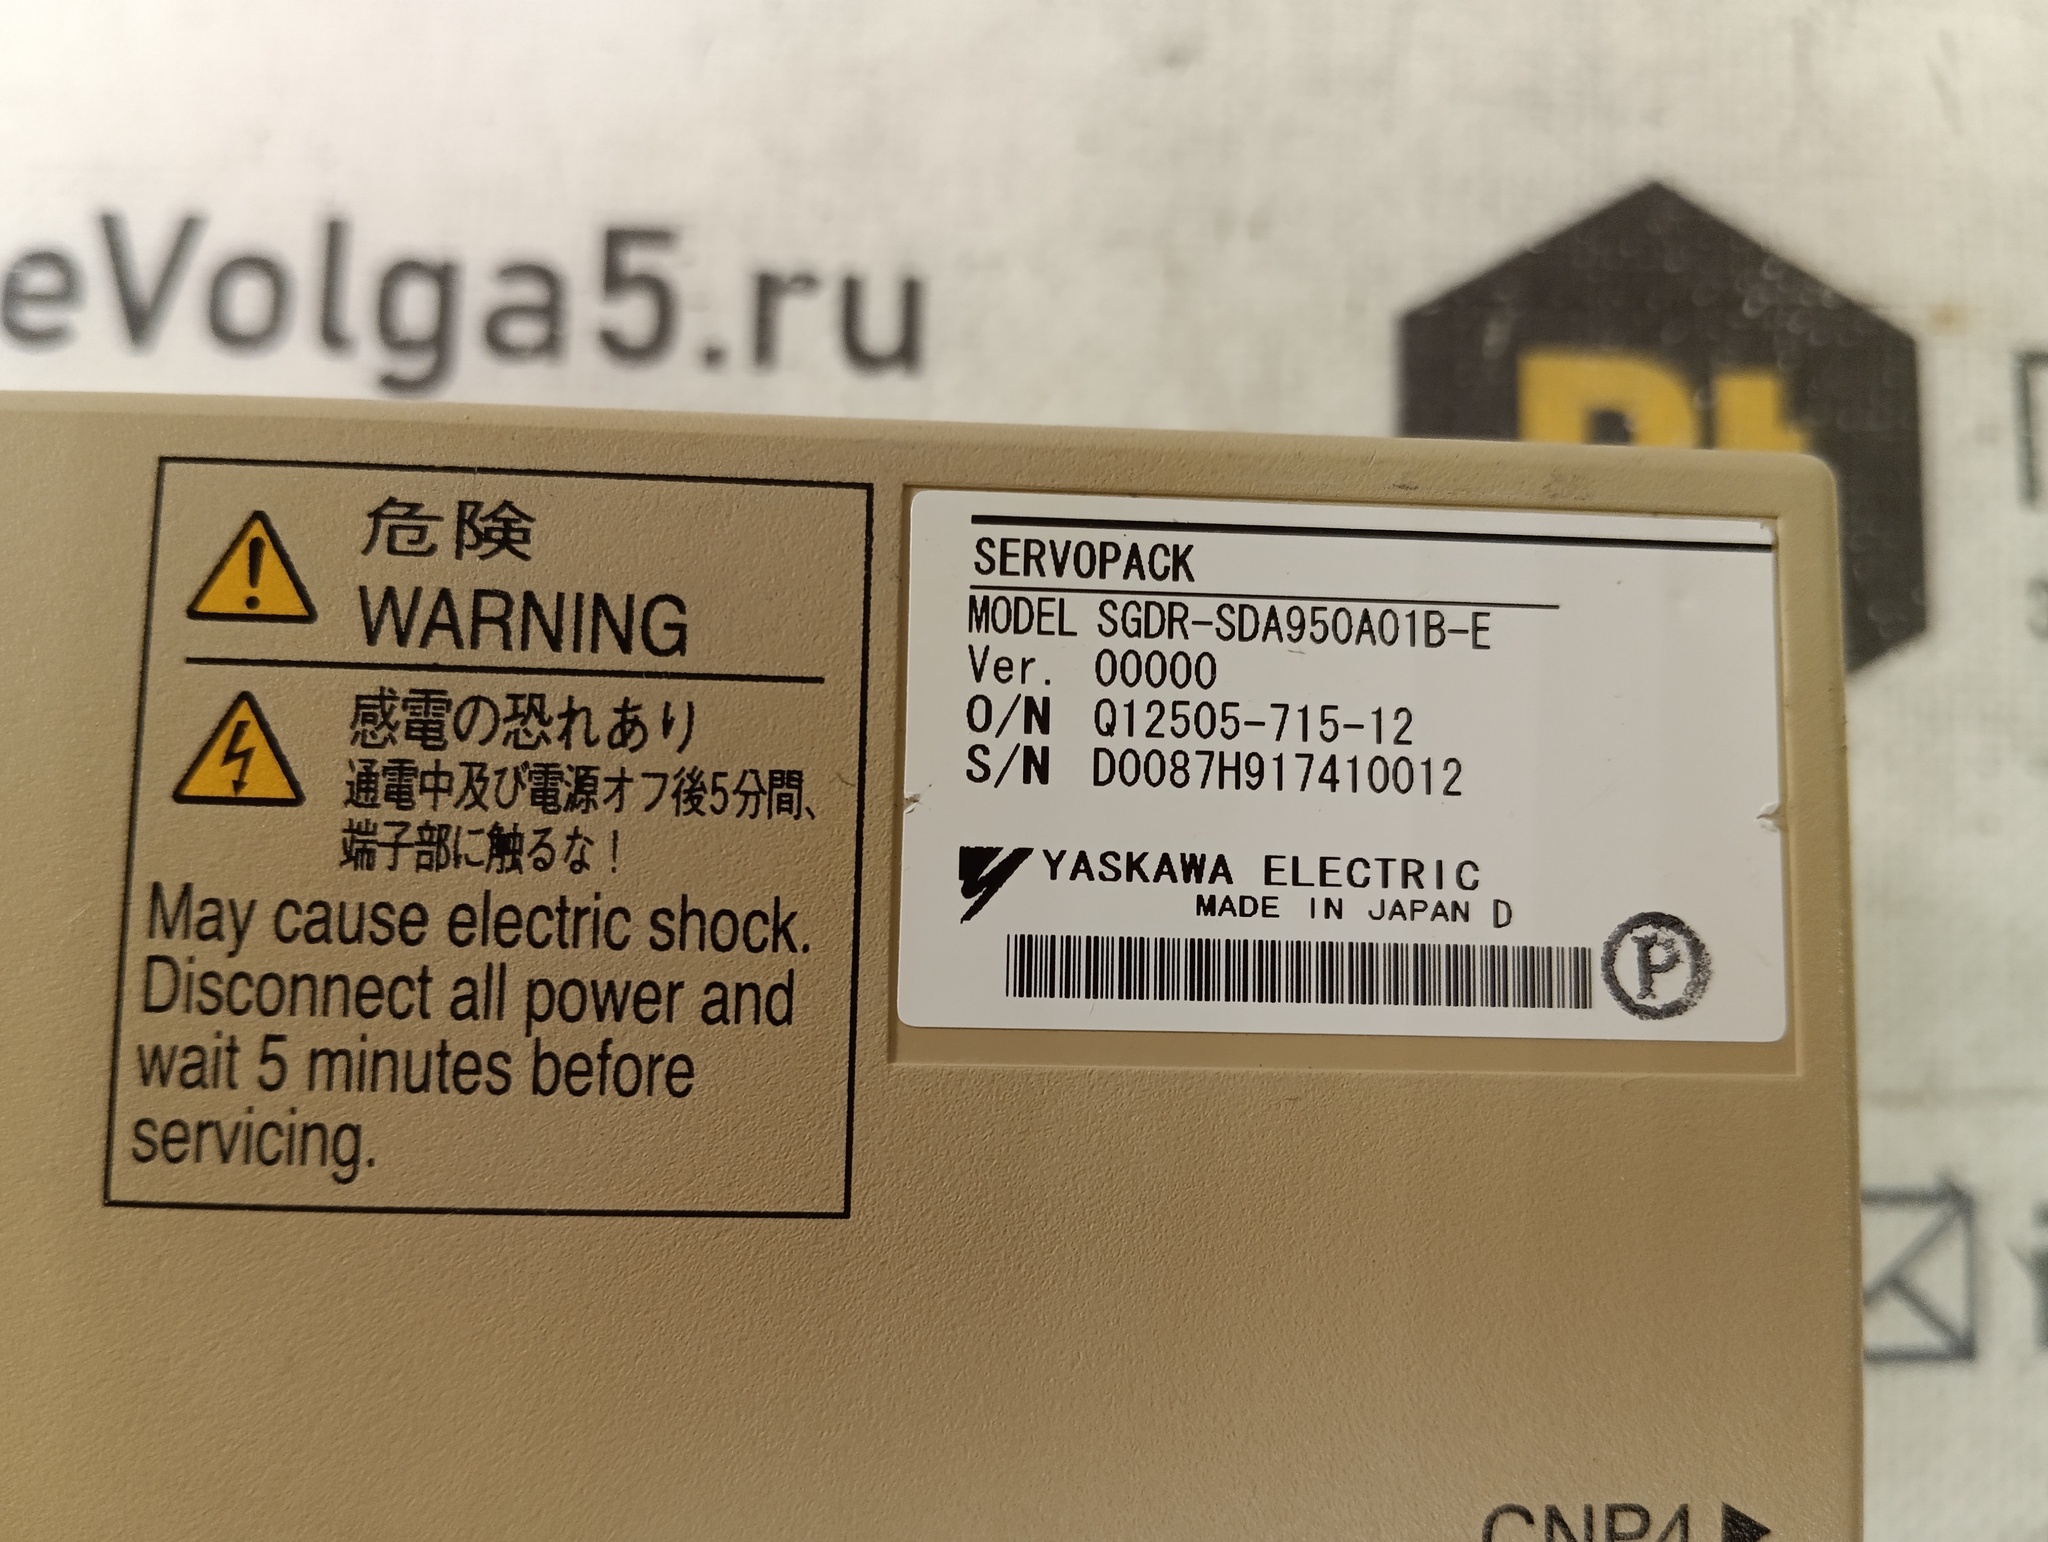 eVolga5.ru
危険
WARNING
感電の恐れあり
通電中及び電源オフ後5分間、
端子部に触るな!
May cause electric shock.
Disconnect all power and
wait 5 minutes before
servicing.
SERVOPACK
MODEL SGDR-SDA950A01B-E
Ver. 00000
O/N Q12505-715-12
S/N D0087H917410012
YASKAWA ELECTRIC
MADE IN JAPAN D
P
CNP4